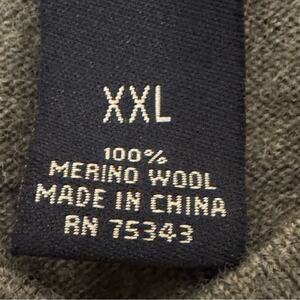 XXL
100%
MERINO WOOL
MADE IN CHINA
RN 75343